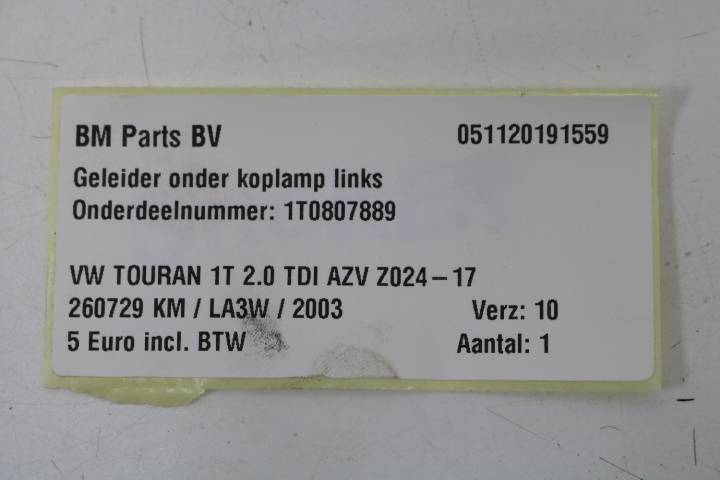 BM Parts BV 051120191559
Geleider onder koplamp links
Onderdeelnummer: 1T0807889
VW TOURAN 1T 2.0 TDI AZV Z024-17
260729 KM / LA3W / 2003 Verz: 10
5 Euro incl. BTW Aantal: 1